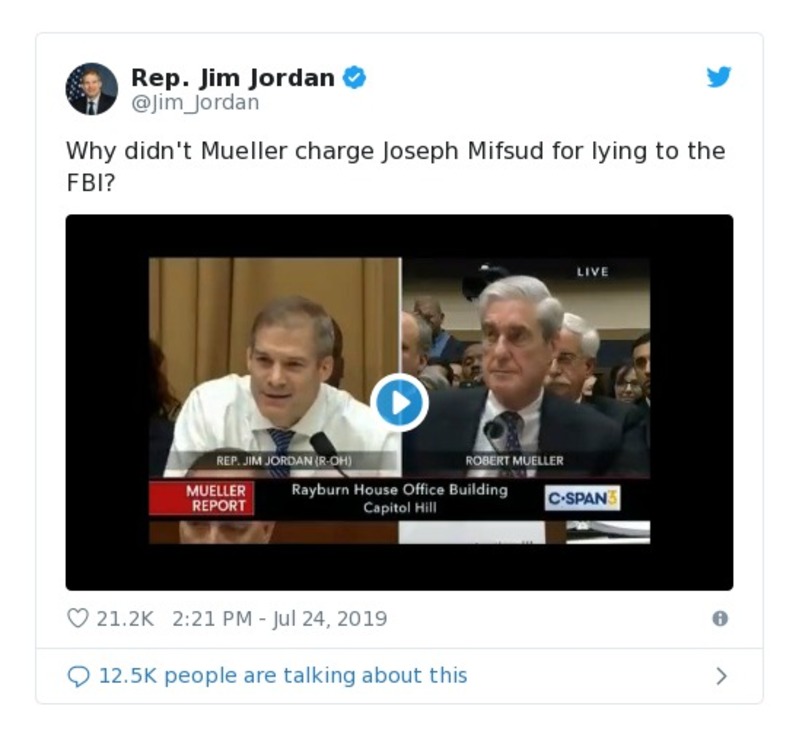 Rep. Jim Jordan
@Jim_Jordan
Why didn't Mueller charge Joseph Mifsud for lying to the
FBI?
LIVE
REP. JIM JORDAN (R-OH)
ROBERT MUELLER
MUELLER
REPORT
Rayburn House Office Building
Capitol Hill
C-SPAN3
21.2K 2:21 PM - Jul 24, 2019
12.5K people are talking about this